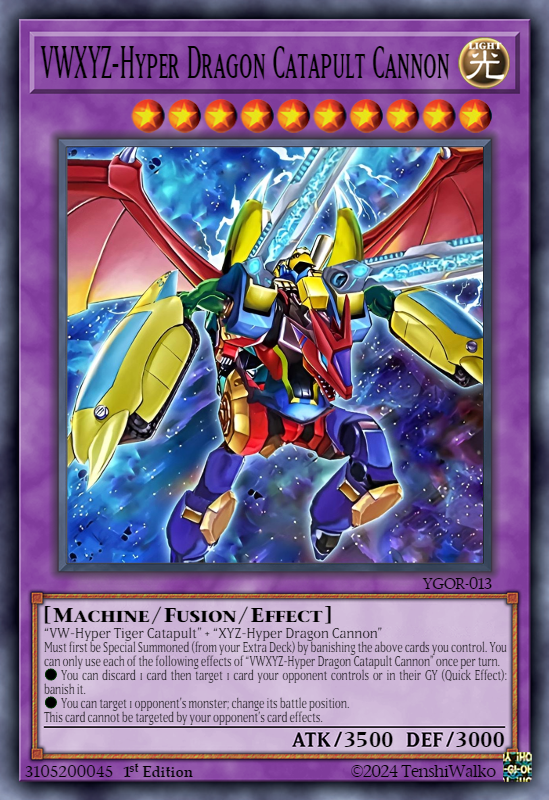 VWXYZ-Hyper Dragon Catapult Cannon
LIGHT
光
YGOR-013
[Machine/Fusion/Effect]
“VW-Hyper Tiger Catapult” + “XYZ-Hyper Dragon Cannon”
Must first be Special Summoned (from your Extra Deck) by banishing the above cards you control. You
can only use each of the following effects of “VWXYZ-Hyper Dragon Catapult Cannon” once per turn.
● You can discard 1 card then target 1 card your opponent controls or in their GY (Quick Effect):
banish it.
● You can target 1 opponent's monster; change its battle position.
This card cannot be targeted by your opponent's card effects.
ATK/3500 DEF/3000
3105200045 1st Edition ©2024 TenshiWalko